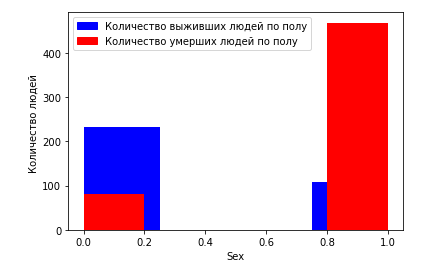 Количество выживших людей по полу
Количество умерших людей по полу
Количество людей
400
300
200
100
0
0.0 0.2 0.4 0.6 0.8 1.0
Sex